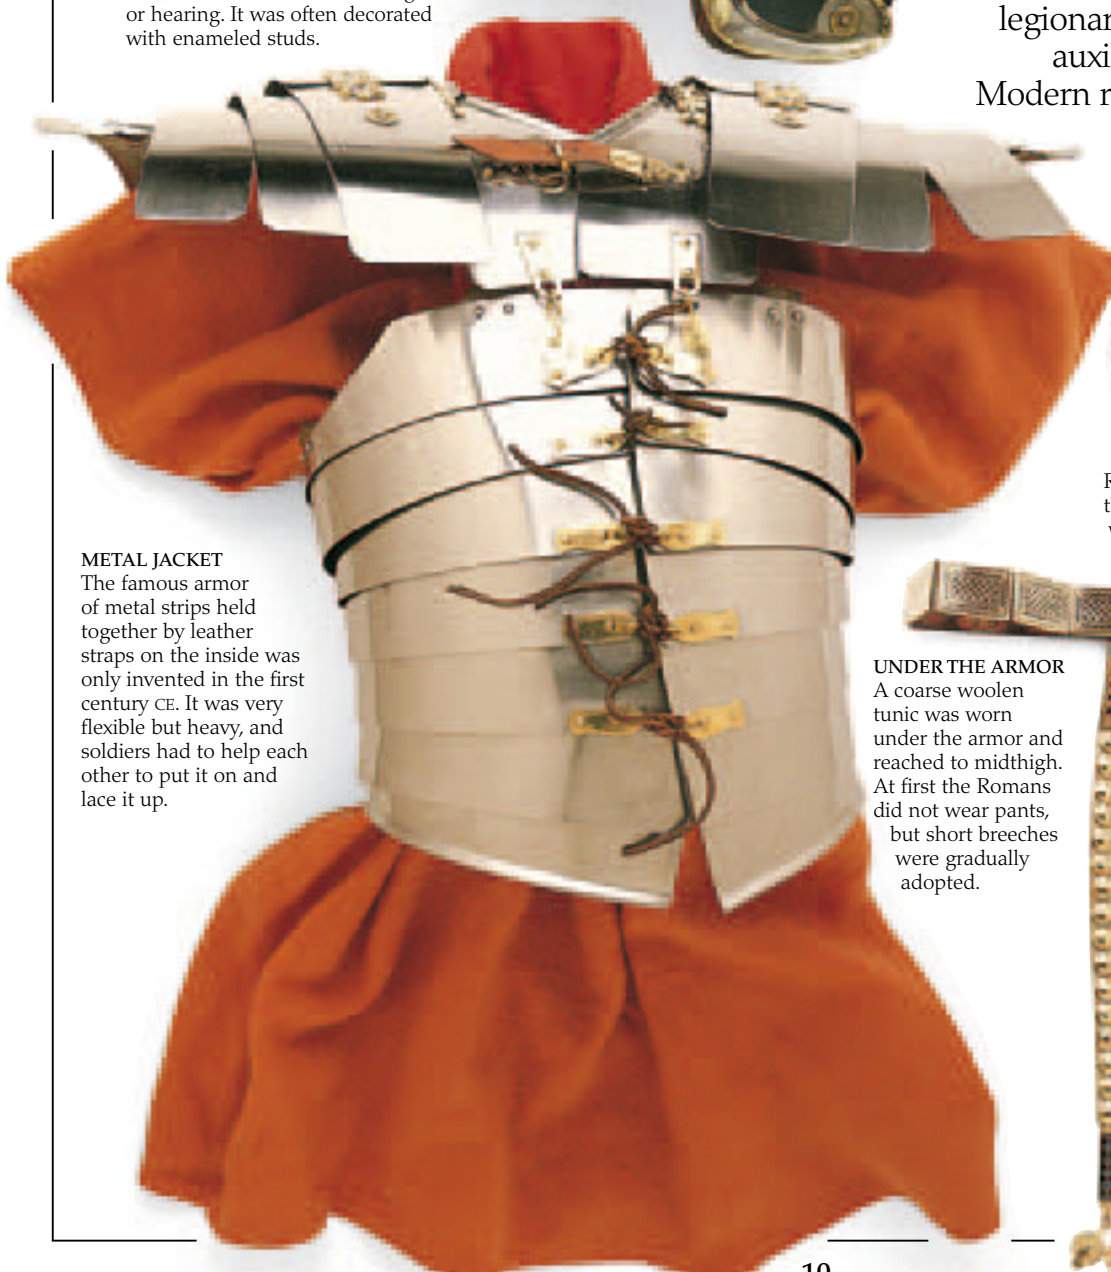 or hearing. It was often decorated
with enameled studs.
legionar
auxi
Modern r
METAL JACKET
The famous armor
of metal strips held
together by leather
straps on the inside was
only invented in the first
century CE. It was very
flexible but heavy, and
soldiers had to help each
other to put it on and
lace it up.
UNDER THE ARMOR
A coarse woolen
tunic was worn
under the armor and
reached to midthigh.
At first the Romans
did not wear pants,
but short breeches
were gradually
adopted.